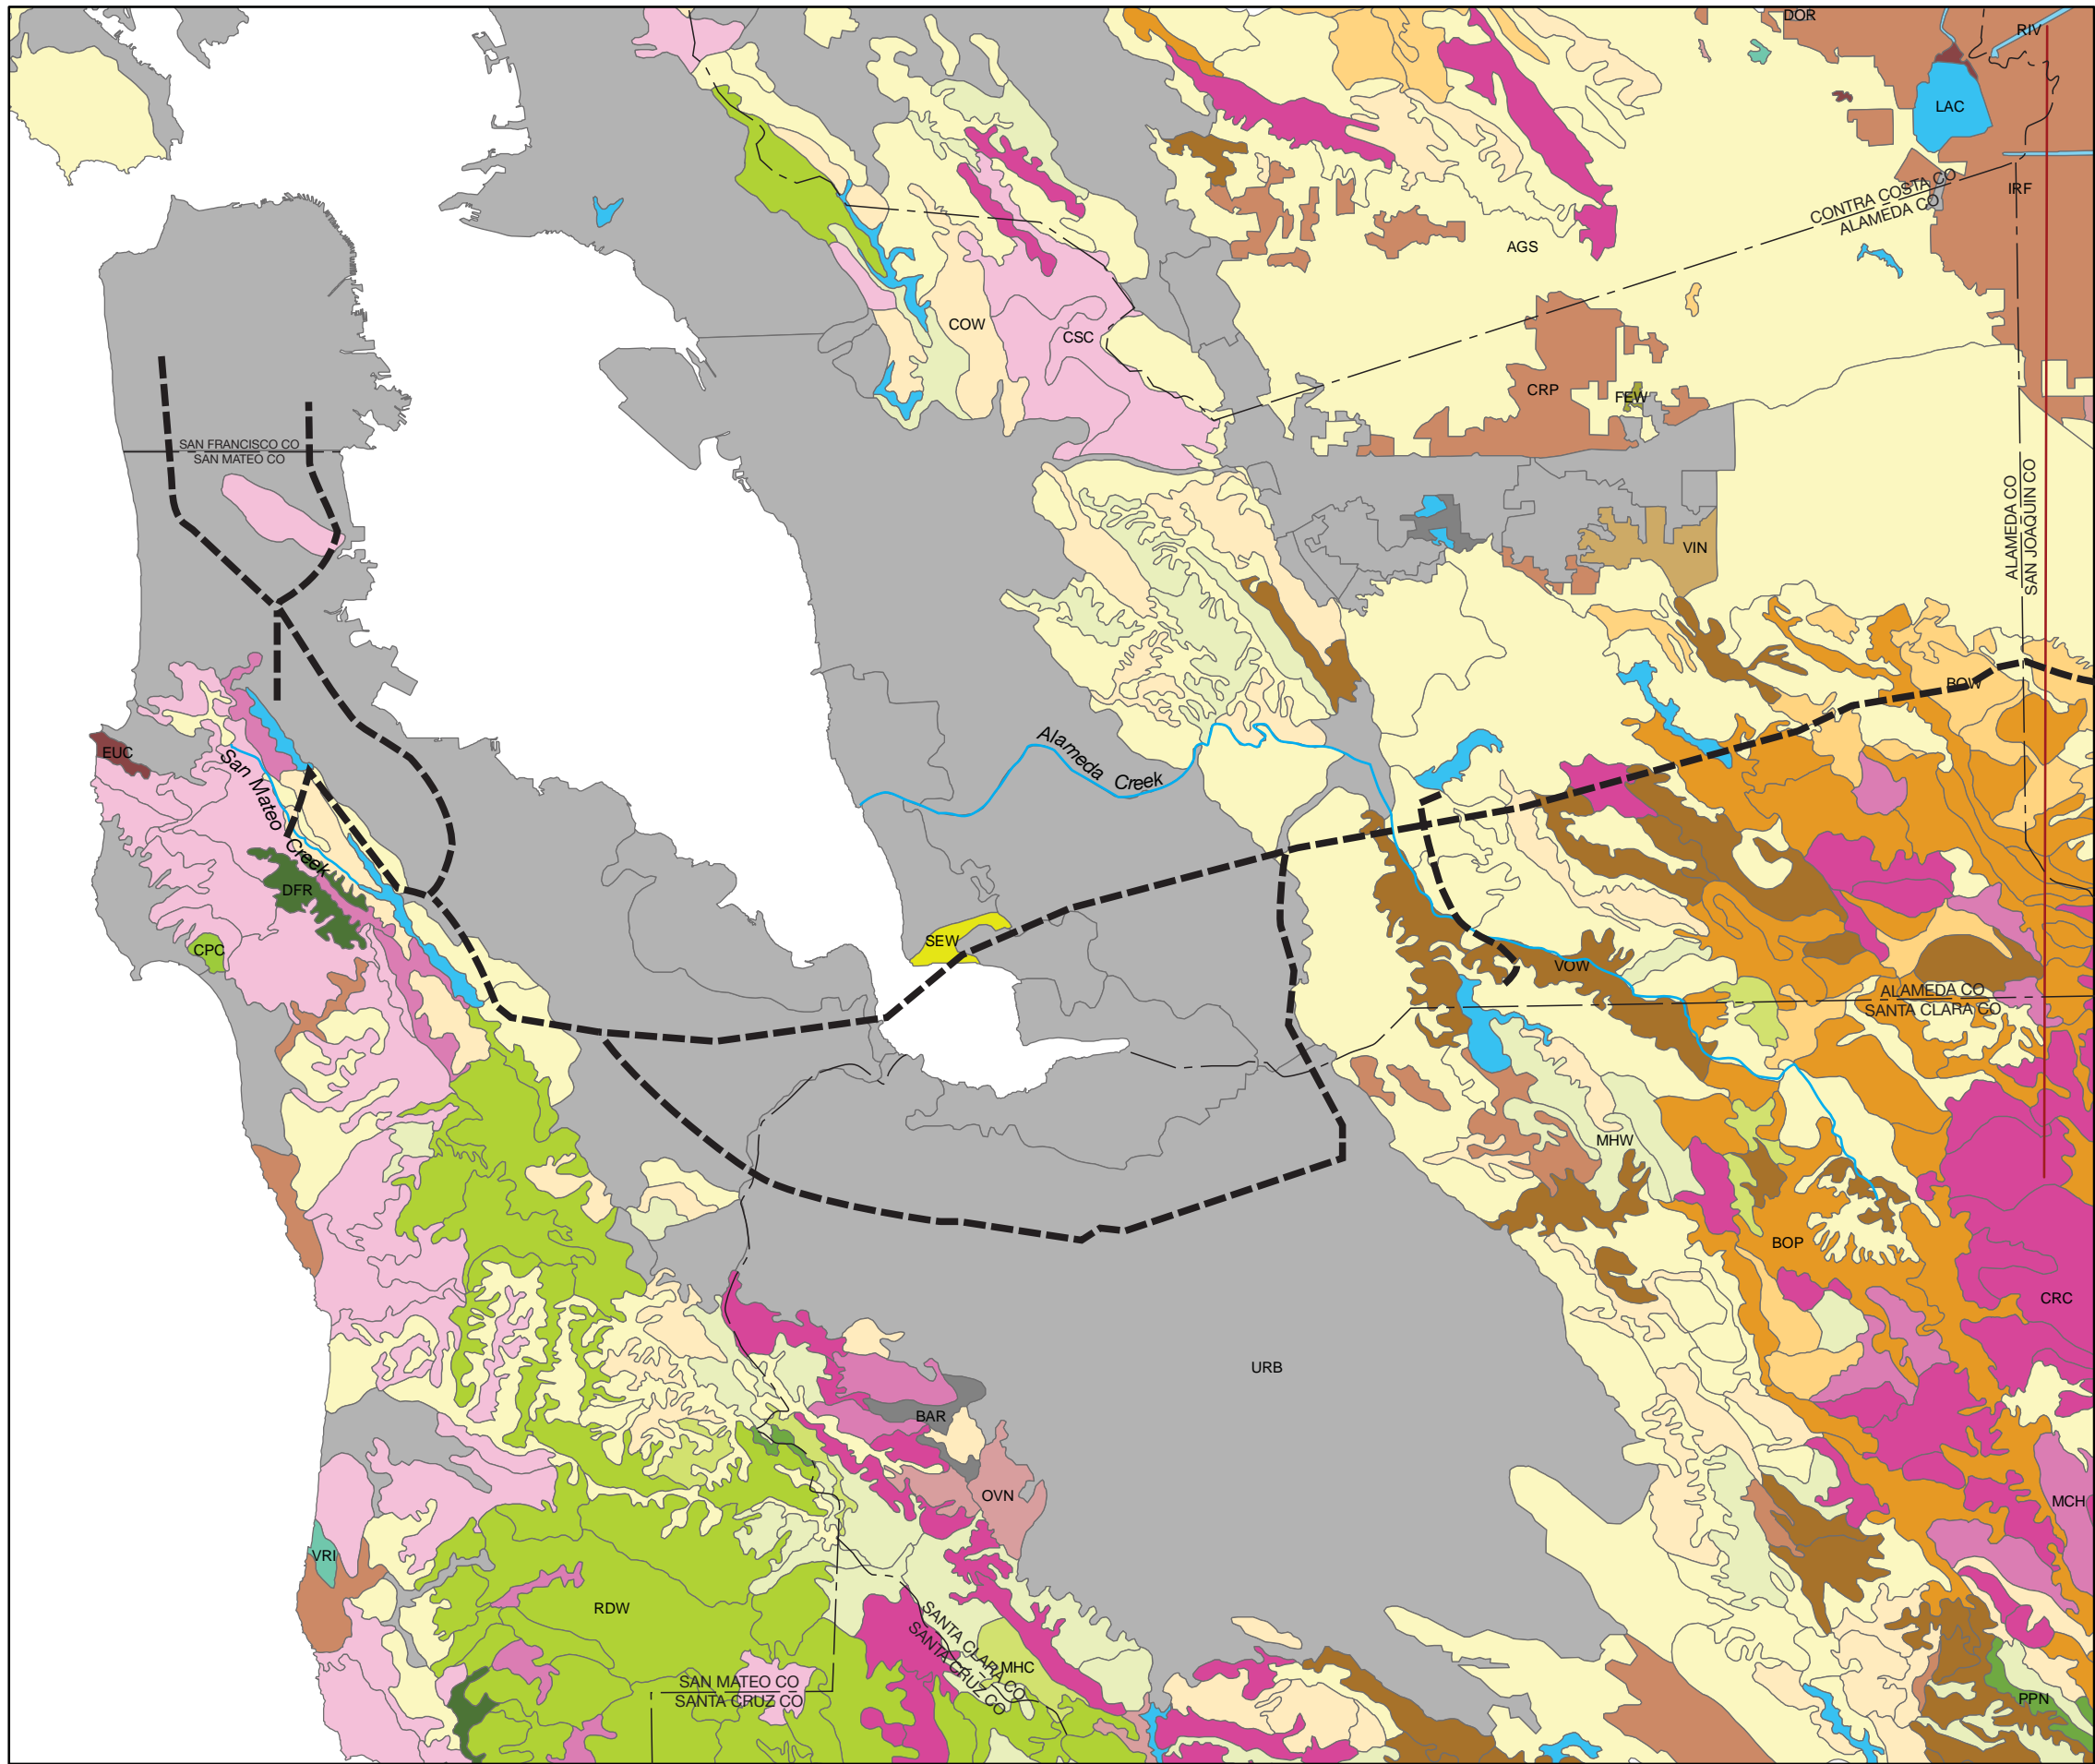 DOR
RIV
LAC
IRF
CONTRA COSTA CO
ALAMEDA CO
AGS
COW
CSC
CRP
FEW
SAN FRANCISCO CO
SAN MATEO CO
ALAMEDA CO
SAN JOAQUIN CO
VIN
BOW
EUC
San Mateo Creek
Alameda Creek
DFR
CPC
SEW
VOW
ALAMEDA CO
SANTA CLARA CO
MHW
BOP
CRC
URB
BAR
OVN
MCH
VRI
RDW
SANTA CLARA CO
SANTA CRUZ CO
MHC
SAN MATEO CO
SANTA CRUZ CO
PPN